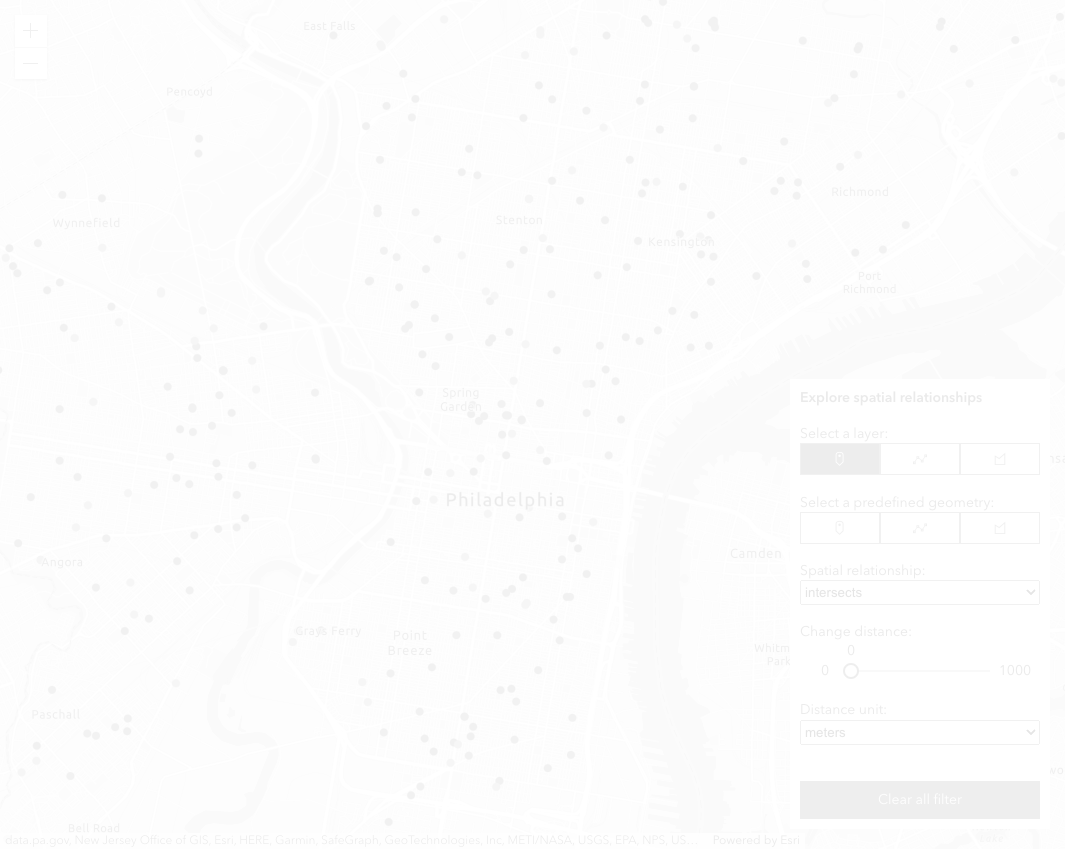 East Falls
Pencoyd
Richmond
Wynnefield
Stenton
Kensington
Port
Richmond
Spring
Garden
Explore spatial relationships
Select a layer:
Philadelphia
Select a predefined geometry:
Camden
Angora
Spatial relationship:
intersects
Grays Ferry
Point
Breeze
Change distance:
0
0
1000
Paschall
Distance unit:
meters
Clear all filter
Bell Road
data.pa.gov, New Jersey Office of GIS, Esri, HERE, Garmin, SafeGraph, GeoTechnologies, Inc, METI/NASA, USGS, EPA, NPS, US...
Powered by Esri